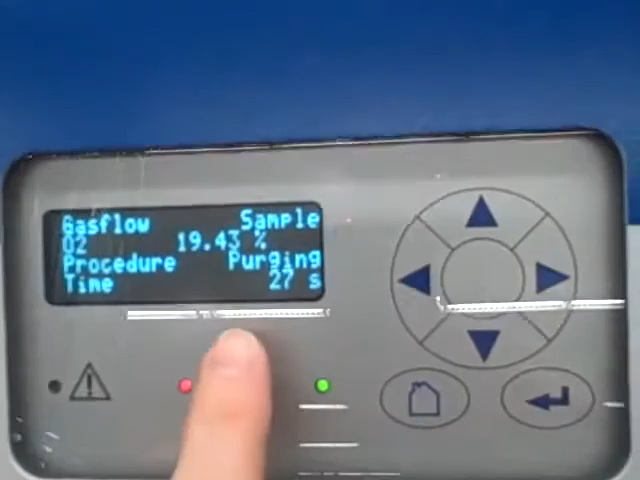 Gasflow Sample
O2 19.43 %
Procedure Purging
Time 27 s